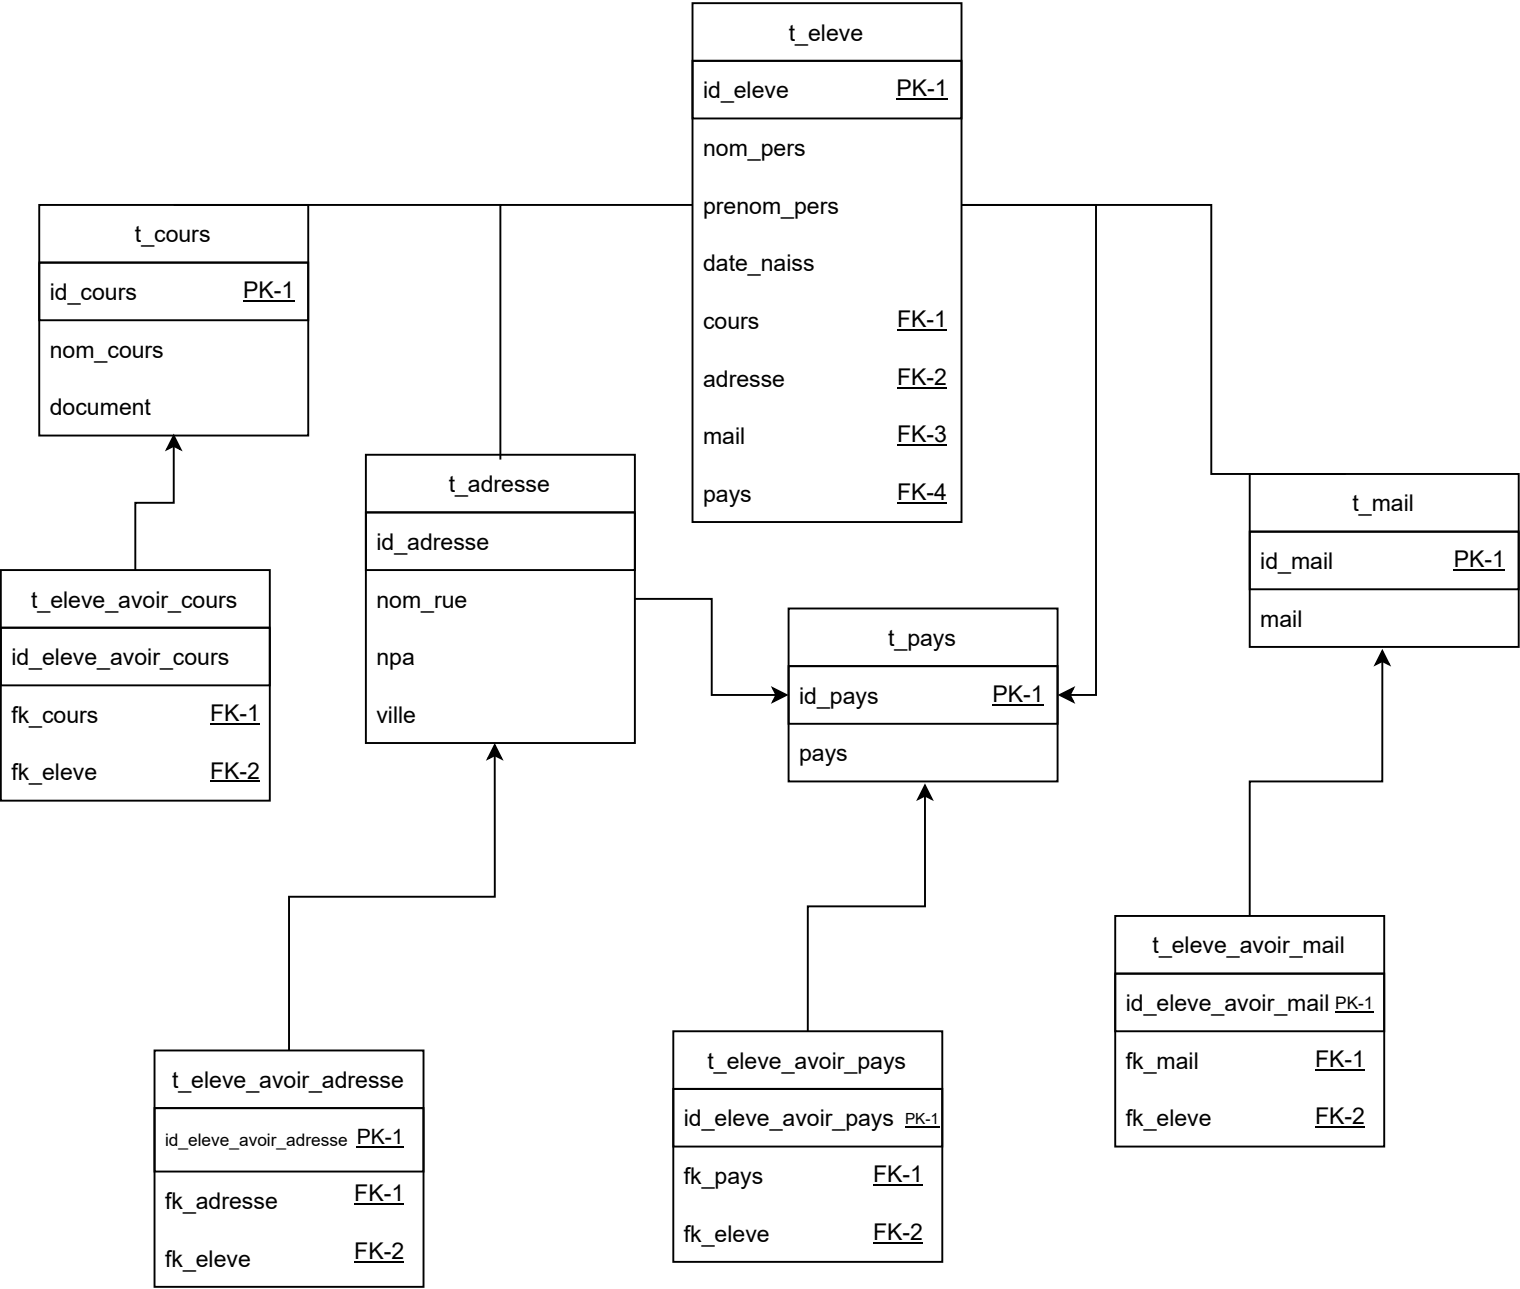 t_eleve
id_eleve PK-1
nom_pers
prenom_pers
date_naiss
cours FK-1
adresse FK-2
mail FK-3
pays FK-4
t_cours
id_cours PK-1
nom_cours
document
t_adresse
id_adresse
nom_rue
npa
ville
t_mail
id_mail PK-1
mail
t_eleve_avoir_cours
id_eleve_avoir_cours
fk_cours FK-1
fk_eleve FK-2
t_pays
id_pays PK-1
pays
t_eleve_avoir_adresse
id_eleve_avoir_adresse PK-1
fk_adresse FK-1
fk_eleve FK-2
t_eleve_avoir_pays
id_eleve_avoir_pays PK-1
fk_pays FK-1
fk_eleve FK-2
t_eleve_avoir_mail
id_eleve_avoir_mail PK-1
fk_mail FK-1
fk_eleve FK-2